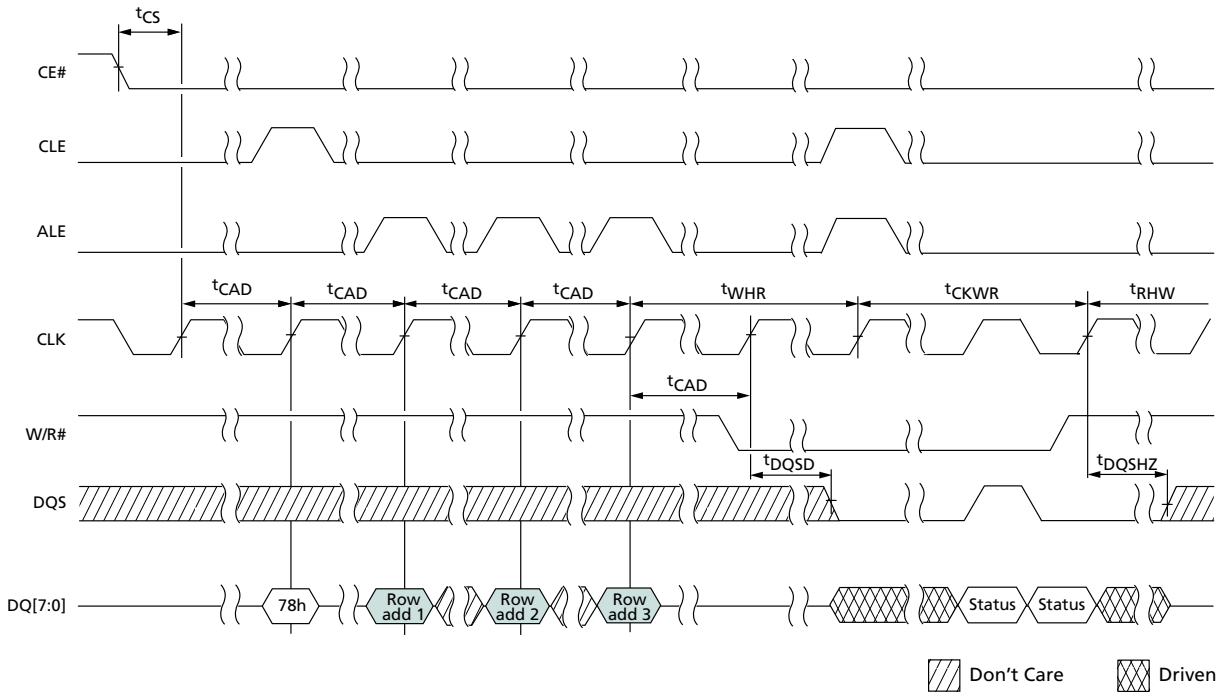 tCS
CE#
CLE
ALE
tCAD
tCAD
tCAD
tCAD
tWHR
tCKWR
tRHW
CLK
tCAD
W/R#
tDQSD
tDQSHZ
DQS
DQ[7:0]
78h
Row
add 1
Row
add 2
Row
add 3
Status
Status
Don't Care
Driven